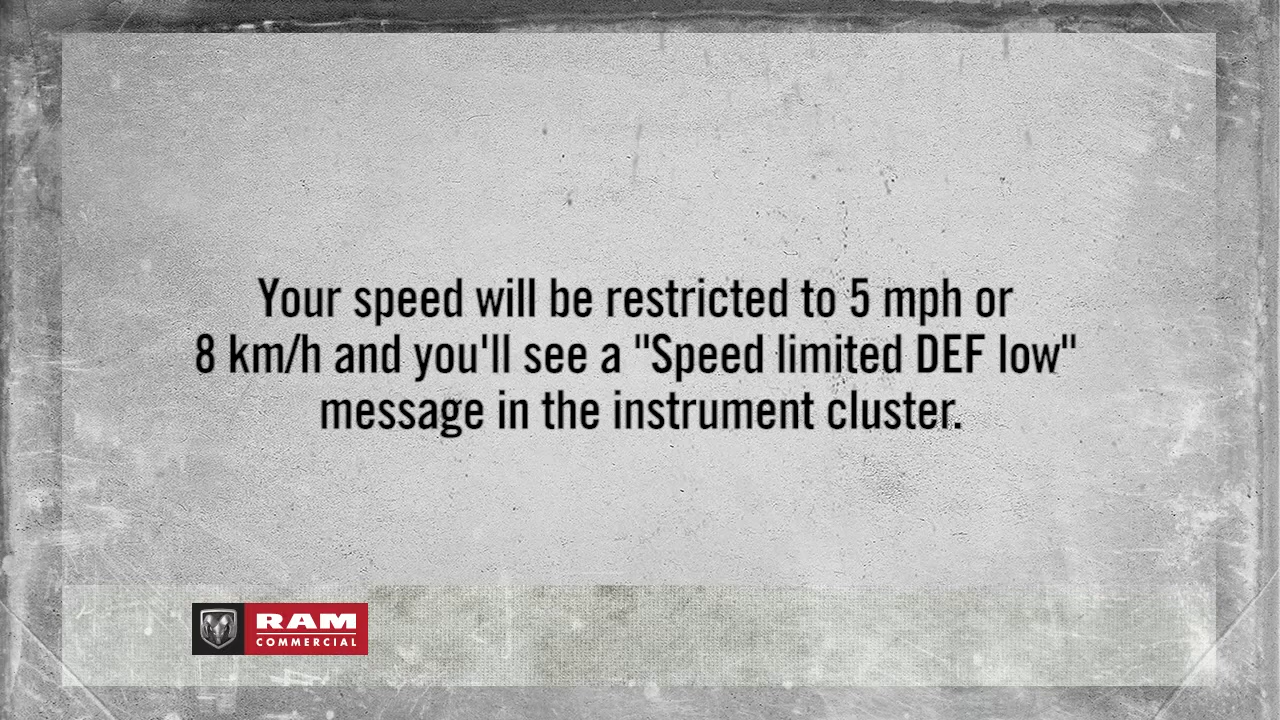 Your speed will be restricted to 5 mph or
8 km/h and you'll see a "Speed limited DEF low"
message in the instrument cluster.
RAM
COMMERCIAL